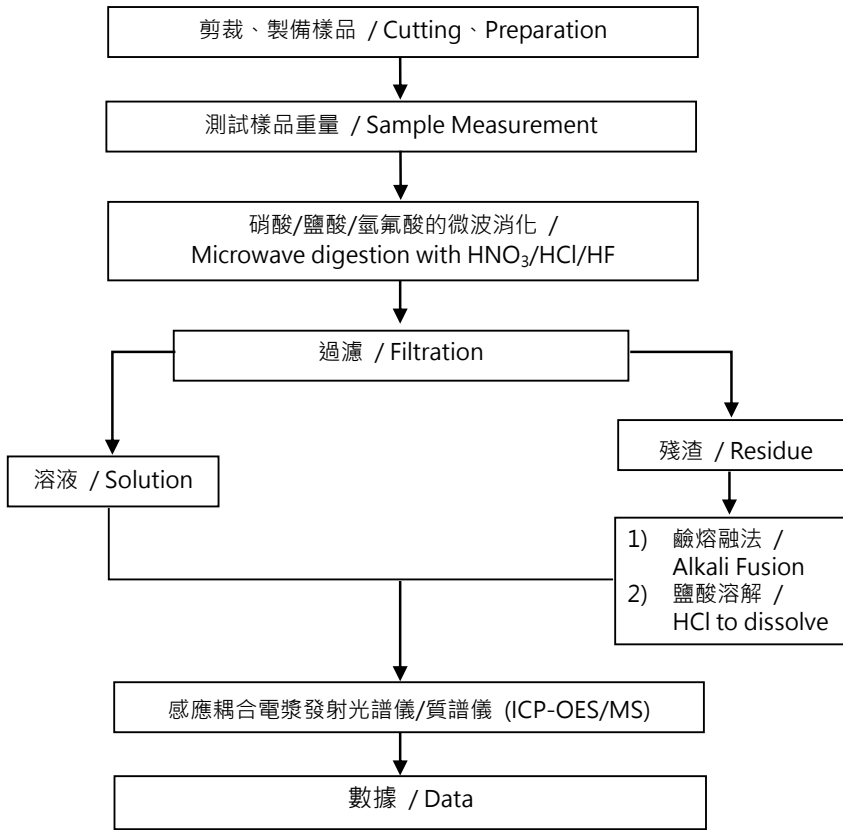 剪裁、製備樣品 / Cutting、Preparation
測試樣品重量 / Sample Measurement
硝酸/鹽酸/氫氟酸的微波消化 /
Microwave digestion with HNO₃/HCl/HF
過濾 / Filtration
溶液 / Solution
殘渣 / Residue
1) 鹼熔融法 /
Alkali Fusion
2) 鹽酸溶解 /
HCl to dissolve
感應耦合電漿發射光譜儀/質譜儀 (ICP-OES/MS)
數據 / Data